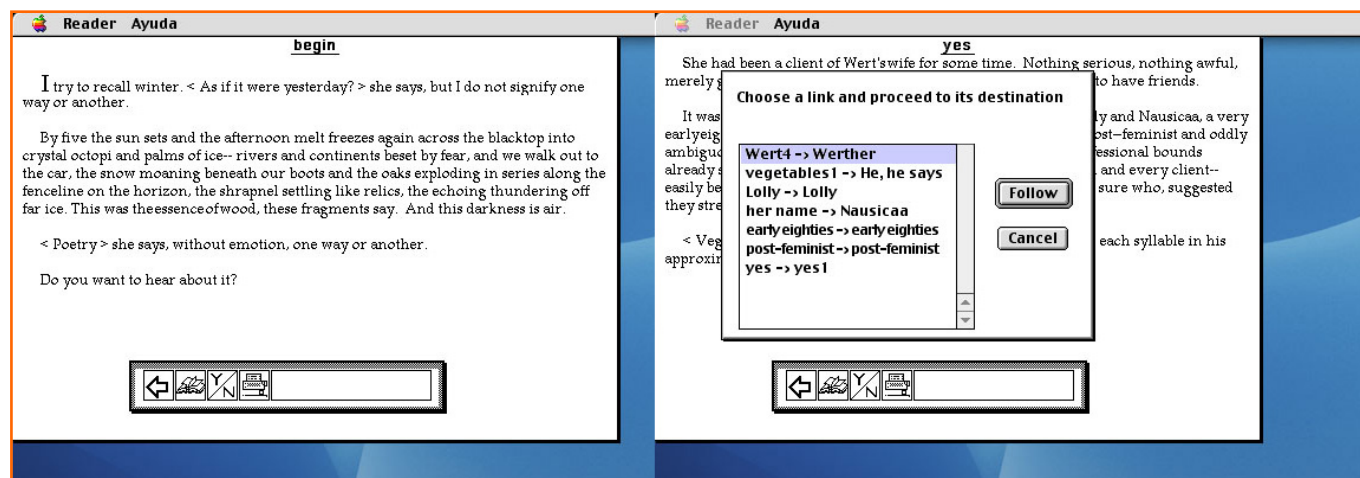 Reader Ayuda
begin
I try to recall winter. < As if it were yesterday? > she says, but I do not signify one
way or another.
By five the sun sets and the afternoon melt freezes again across the blacktop into
crystal octopi and palms of ice-- rivers and continents beset by fear, and we walk out to
the car, the snow moaning beneath our boots and the oaks exploding in series along the
fenceline on the horizon, the shrapnel settling like relics, the echoing thundering off
far ice. This was theessenceofwood, these fragments say. And this darkness is air.
< Poetry > she says, without emotion, one way or another.
Do you want to hear about it?
Y/N
Reader Ayuda
yes
She had been a client of Wert'swife for some time. Nothing serious, nothing awful,
merely to have friends.
It was ly and Nausicaa, a very
earlyeig ost-feminist and oddly
ambiguo fessional bounds
already and every client--
easily be sure who, suggested
they stre
< Veg each syllable in his
approxin
Choose a link and proceed to its destination
Wert4 -> Werther
vegetables1 -> He, he says
Lolly -> Lolly
her name -> Nausicaa
earlyeighties -> earlyeighties
post-feminist -> post-feminist
yes -> yes1
Follow
Cancel
Y/N